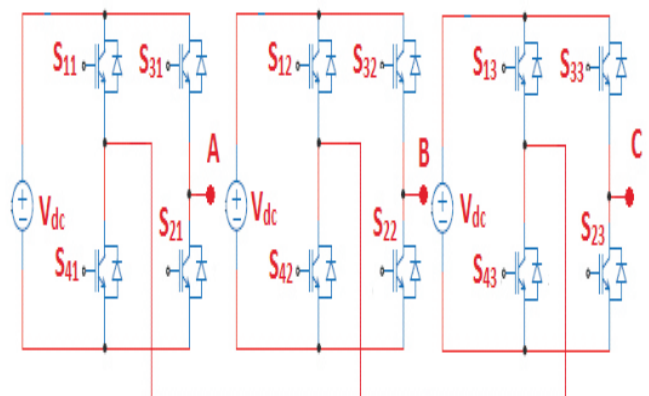 S11 S31 S12 S32 S13 S33
A B C
Vdc S21 Vdc S22 Vdc S23
S41 S42 S43